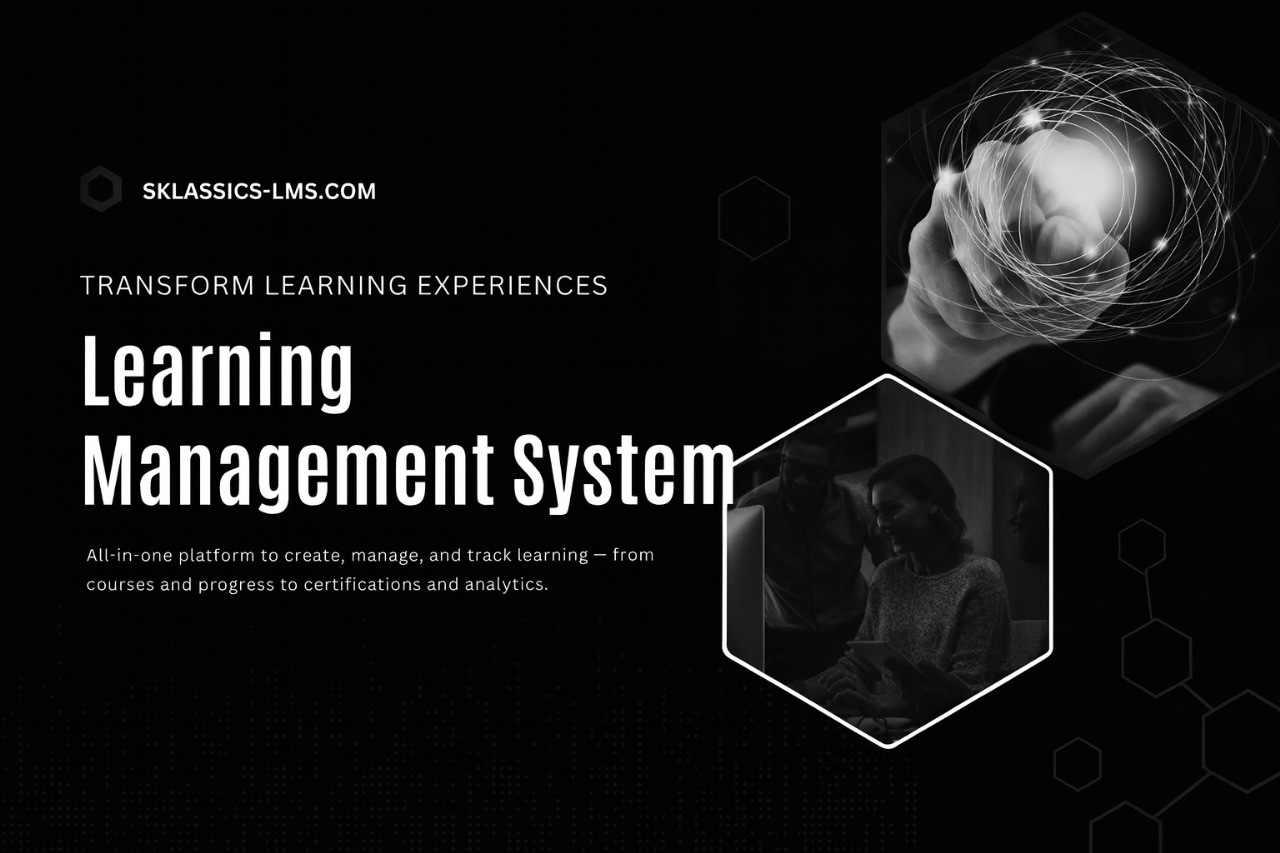 SKLASSICS-LMS.COM
TRANSFORM LEARNING EXPERIENCES
Learning
Management System
All-in-one platform to create, manage, and track learning — from
courses and progress to certifications and analytics.